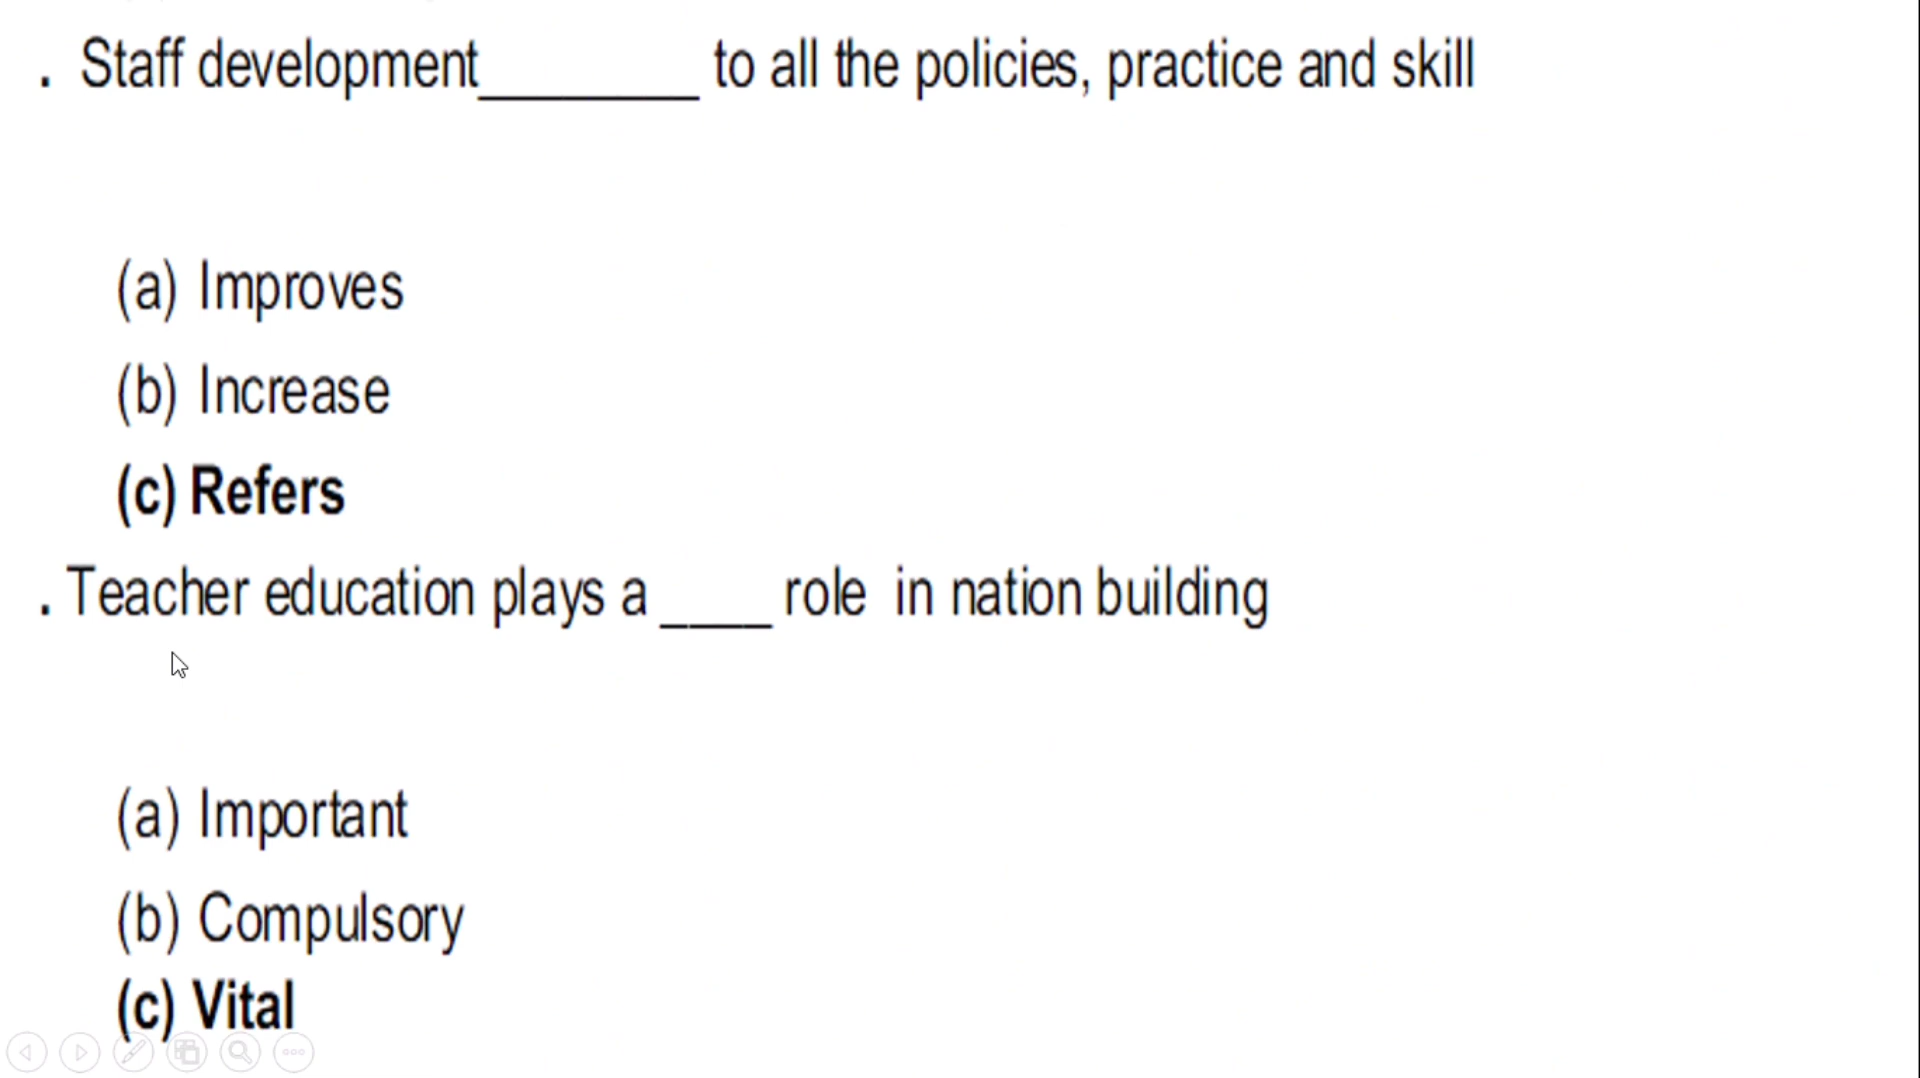 . Staff development________ to all the policies, practice and skill
(a) Improves
(b) Increase
(c) Refers
. Teacher education plays a ____ role in nation building
(a) Important
(b) Compulsory
(c) Vital